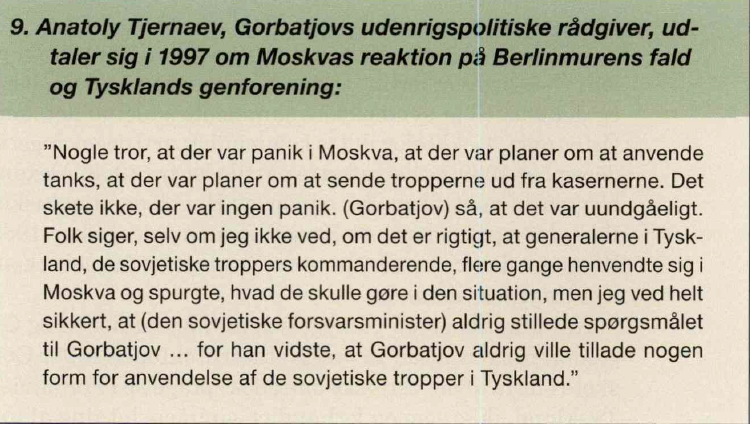 9. Anatoly Tjernaev, Gorbatjovs udenrigspolitiske rådgiver, ud-
taler sig i 1997 om Moskvas reaktion på Berlinmurens fald
og Tysklands genforening:
"Nogle tror, at der var panik i Moskva, at der var planer om at anvende
tanks, at der var planer om at sende tropperne ud fra kasernerne. Det
skete ikke, der var ingen panik. (Gorbatjov) så, at det var uundgåeligt.
Folk siger, selv om jeg ikke ved, om det er rigtigt, at generalerne i Tysk-
land, de sovjetiske troppers kommanderende, flere gange henvendte sig i
Moskva og spurgte, hvad de skulle gøre i den situation, men jeg ved helt
sikkert, at (den sovjetiske forsvarsminister) aldrig stillede spørgsmålet
til Gorbatjov ... for han vidste, at Gorbatjov aldrig ville tillade nogen
form for anvendelse af de sovjetiske tropper i Tyskland."